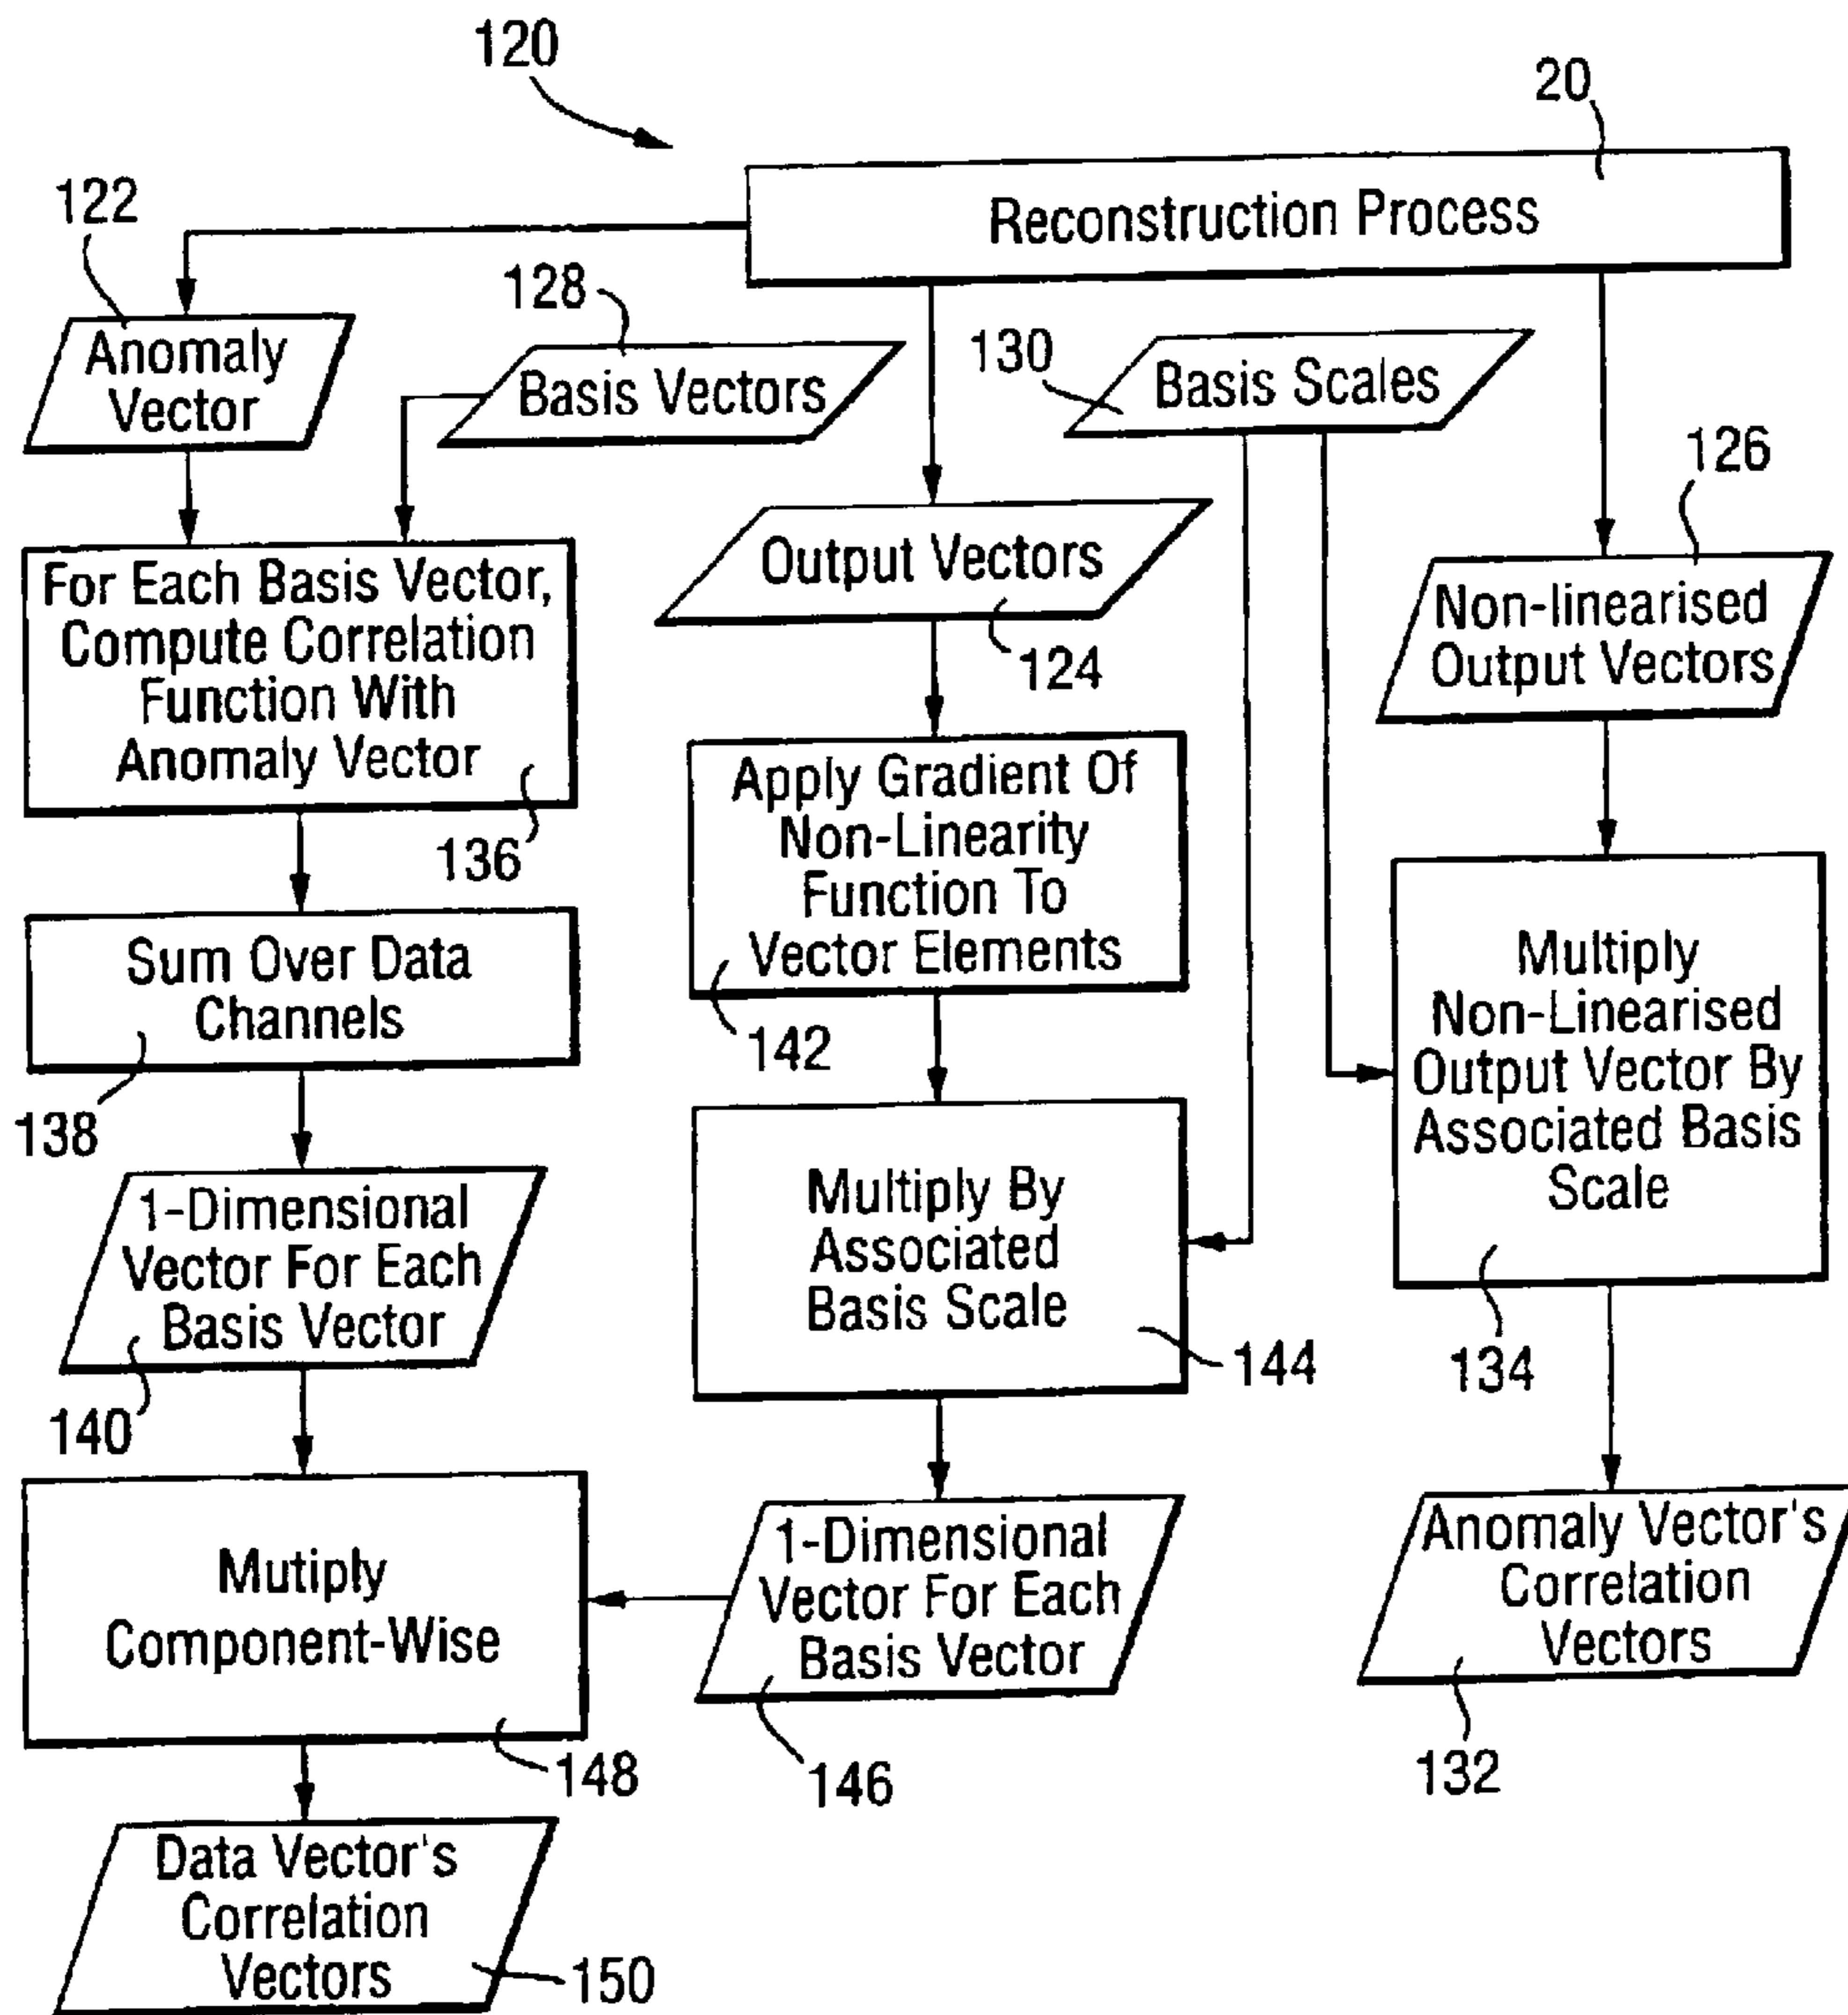 120
20
Reconstruction Process
122
128
130
126
Anomaly
Vector
Basis Vectors
Basis Scales
Output Vectors
124
Non-linearised
Output Vectors
For Each Basis Vector,
Compute Correlation
Function With
Anomaly Vector
136
Apply Gradient Of
Non-Linearity
Function To
Vector Elements
142
Multiply
Non-Linearised
Output Vector By
Associated Basis
Scale
134
Sum Over Data
Channels
138
Multiply By
Associated
Basis Scale
144
1-Dimensional
Vector For Each
Basis Vector
140
Mutiply
Component-Wise
148
1-Dimensional
Vector For Each
Basis Vector
146
Anomaly Vector's
Correlation
Vectors
132
Data Vector's
Correlation
Vectors
150